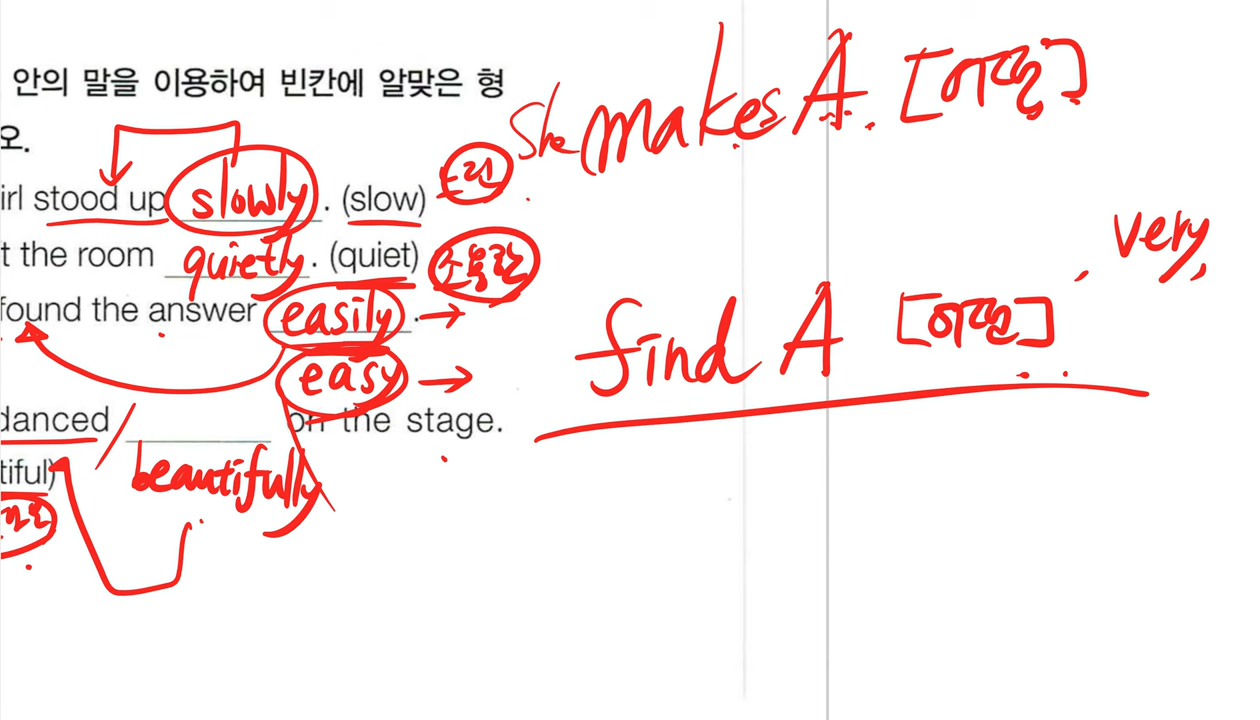 안의 말을 이용하여 빈칸에 알맞은 형
오.
She makes A. [어떤]
irl stood up slowly. (slow) 느린
t the room quietly. (quiet)
very,
found the answer easily.
find A [어떤]
easy
danced on the stage.
tiful) beautifully